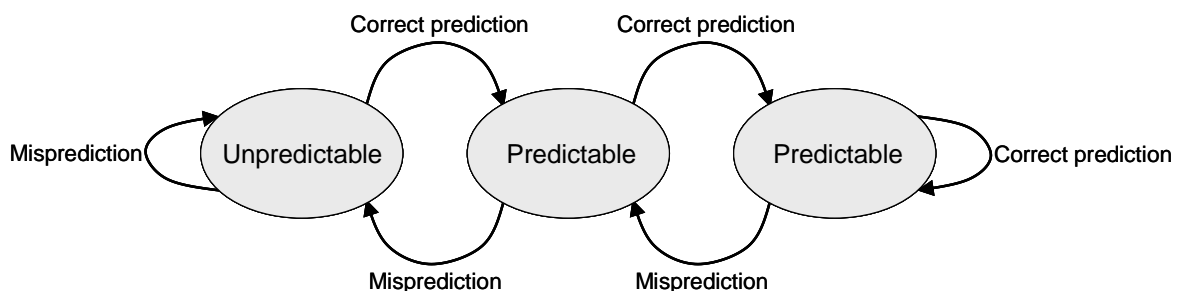 Correct prediction
Correct prediction
Misprediction
Unpredictable
Predictable
Predictable
Correct prediction
Misprediction
Misprediction